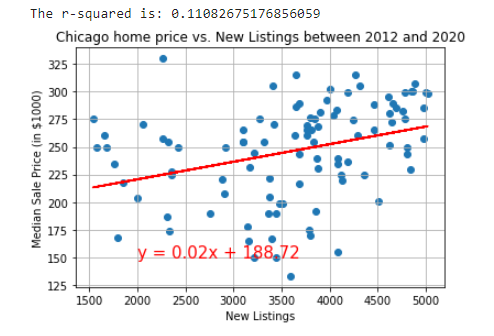 The r-squared is: 0.11082675176856059
Chicago home price vs. New Listings between 2012 and 2020
325
300
275
250
225
200
175
150
125
Median Sale Price (in $1000)
y = 0.02x + 188.72
1500 2000 2500 3000 3500 4000 4500 5000
New Listings